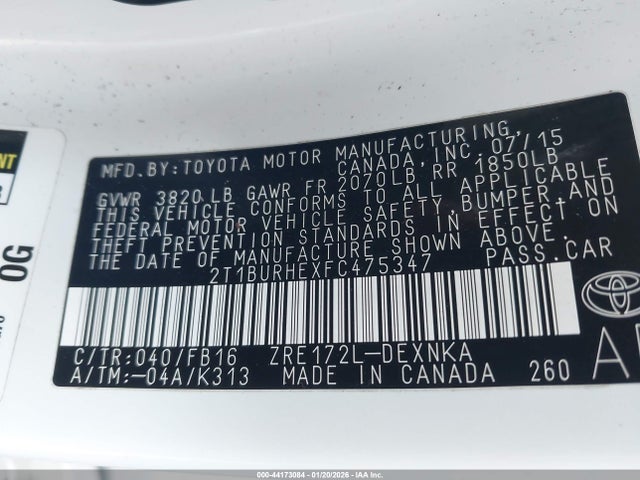 MFD.BY:TOYOTA MOTOR MANUFACTURING,
CANADA, INC. 07/15
GVWR 3820LB GAWR FR 2070LB, RR 1850LB
THIS VEHICLE CONFORMS TO ALL APPLICABLE
FEDERAL MOTOR VEHICLE SAFETY, BUMPER, AND
THEFT PREVENTION STANDARDS IN EFFECT ON
THE DATE OF MANUFACTURE SHOWN ABOVE.
2T1BURHEXFC475347 PASS.CAR
C/TR:040/FB16 ZRE172L-DEXNKA
A/TM:-04A/K313 MADE IN CANADA 260
OG
000-44173084 - 01/20/2026 - IAA, Inc.